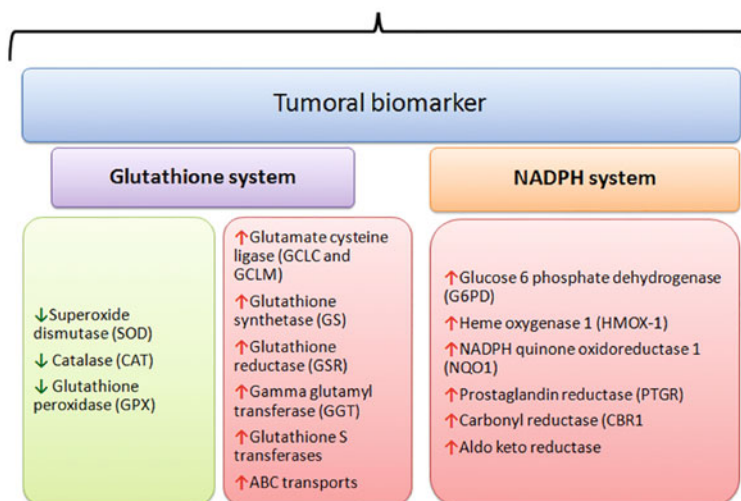 Tumoral biomarker
Glutathione system
NADPH system
↓Superoxide
dismutase (SOD)
↓ Catalase (CAT)
↓ Glutathione
peroxidase (GPX)
↑Glutamate cysteine
ligase (GCLC and
GCLM)
↑Glutathione
synthetase (GS)
↑Glutathione
reductase (GSR)
↑Gamma glutamyl
transferase (GGT)
↑Glutathione S
transferases
↑ABC transports
↑Glucose 6 phosphate dehydrogenase
(G6PD)
↑Heme oxygenase 1 (HMOX-1)
↑NADPH quinone oxidoreductase 1
(NQO1)
↑Prostaglandin reductase (PTGR)
↑Carbonyl reductase (CBR1
↑Aldo keto reductase